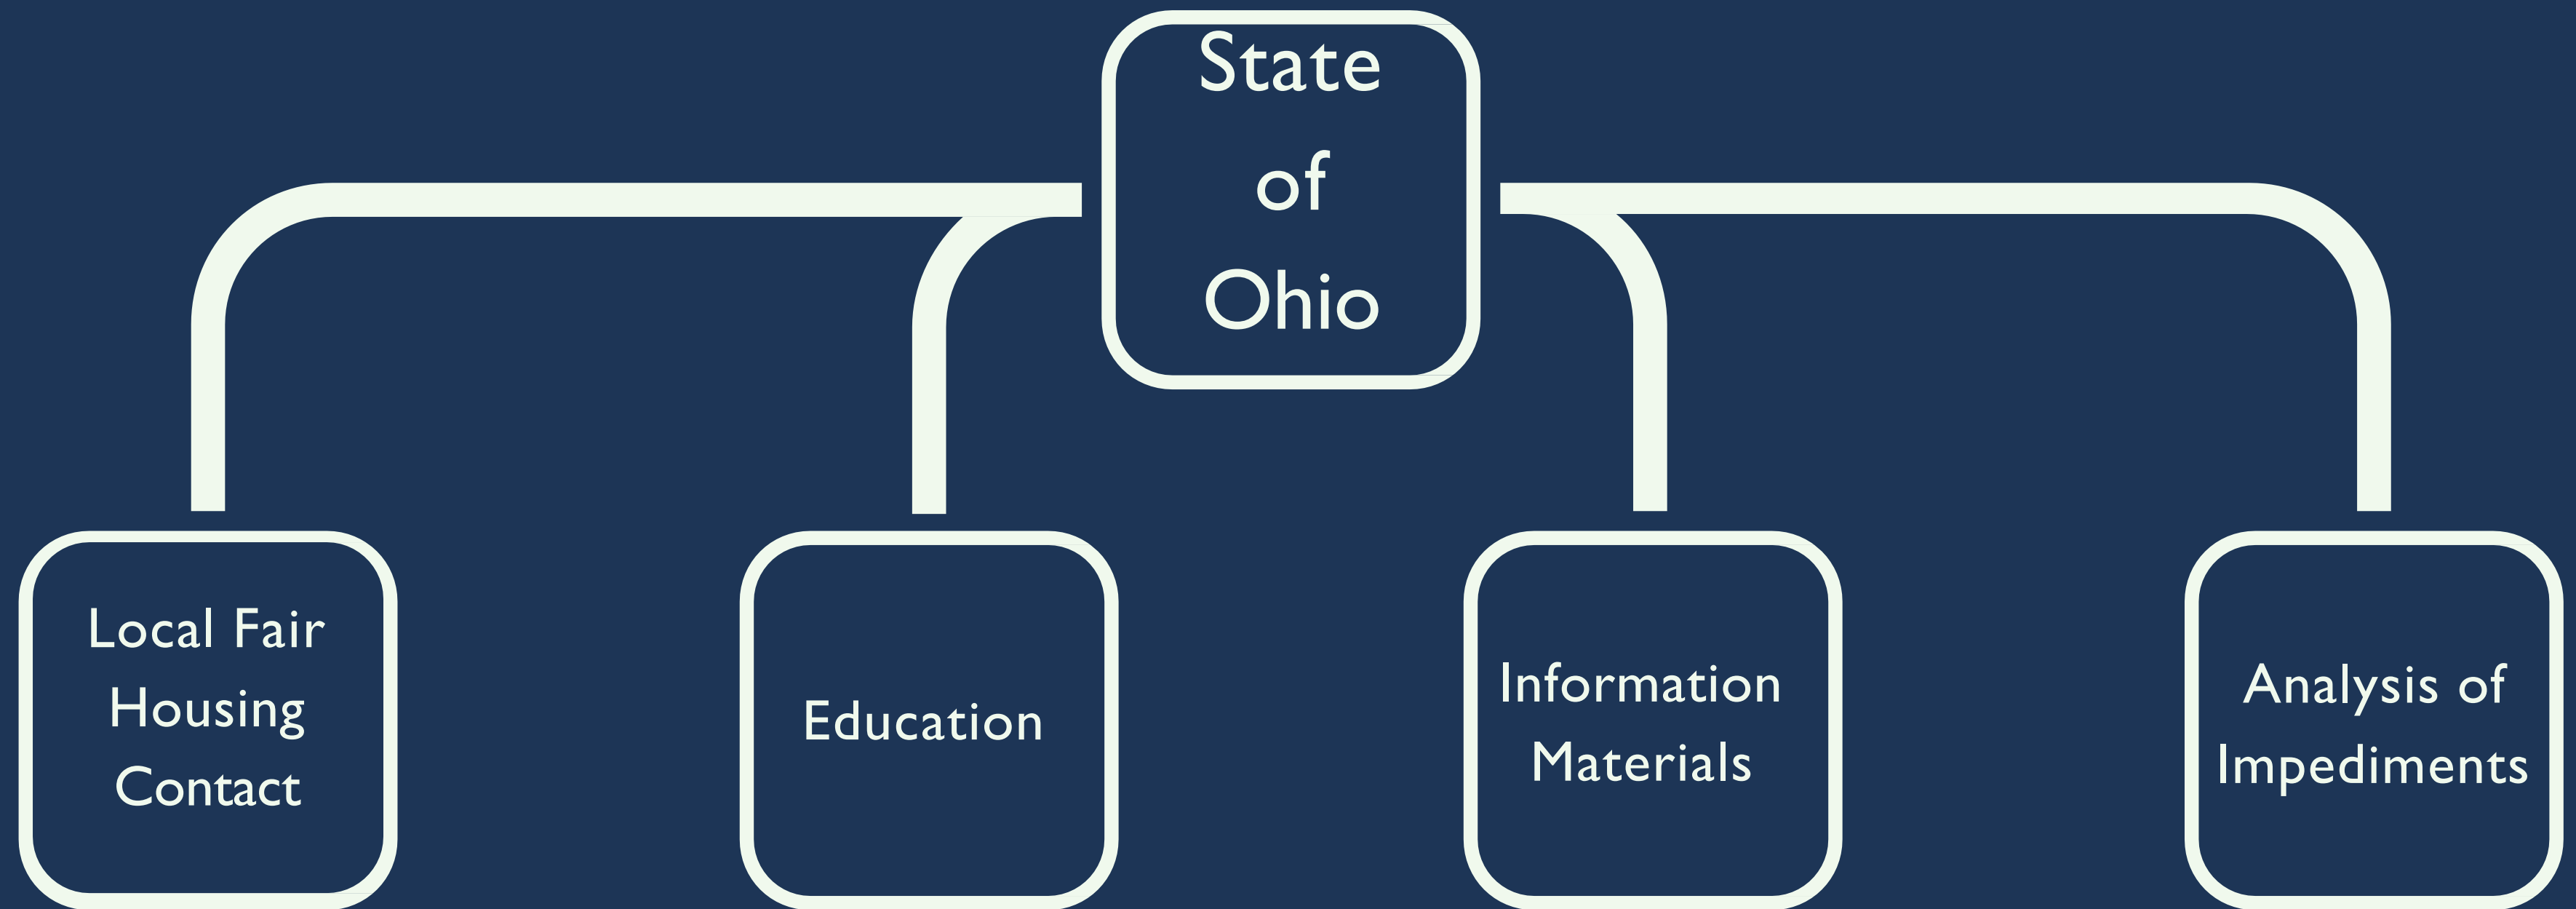 State
of
Ohio
Local Fair
Housing
Contact
Education
Information
Materials
Analysis of
Impediments